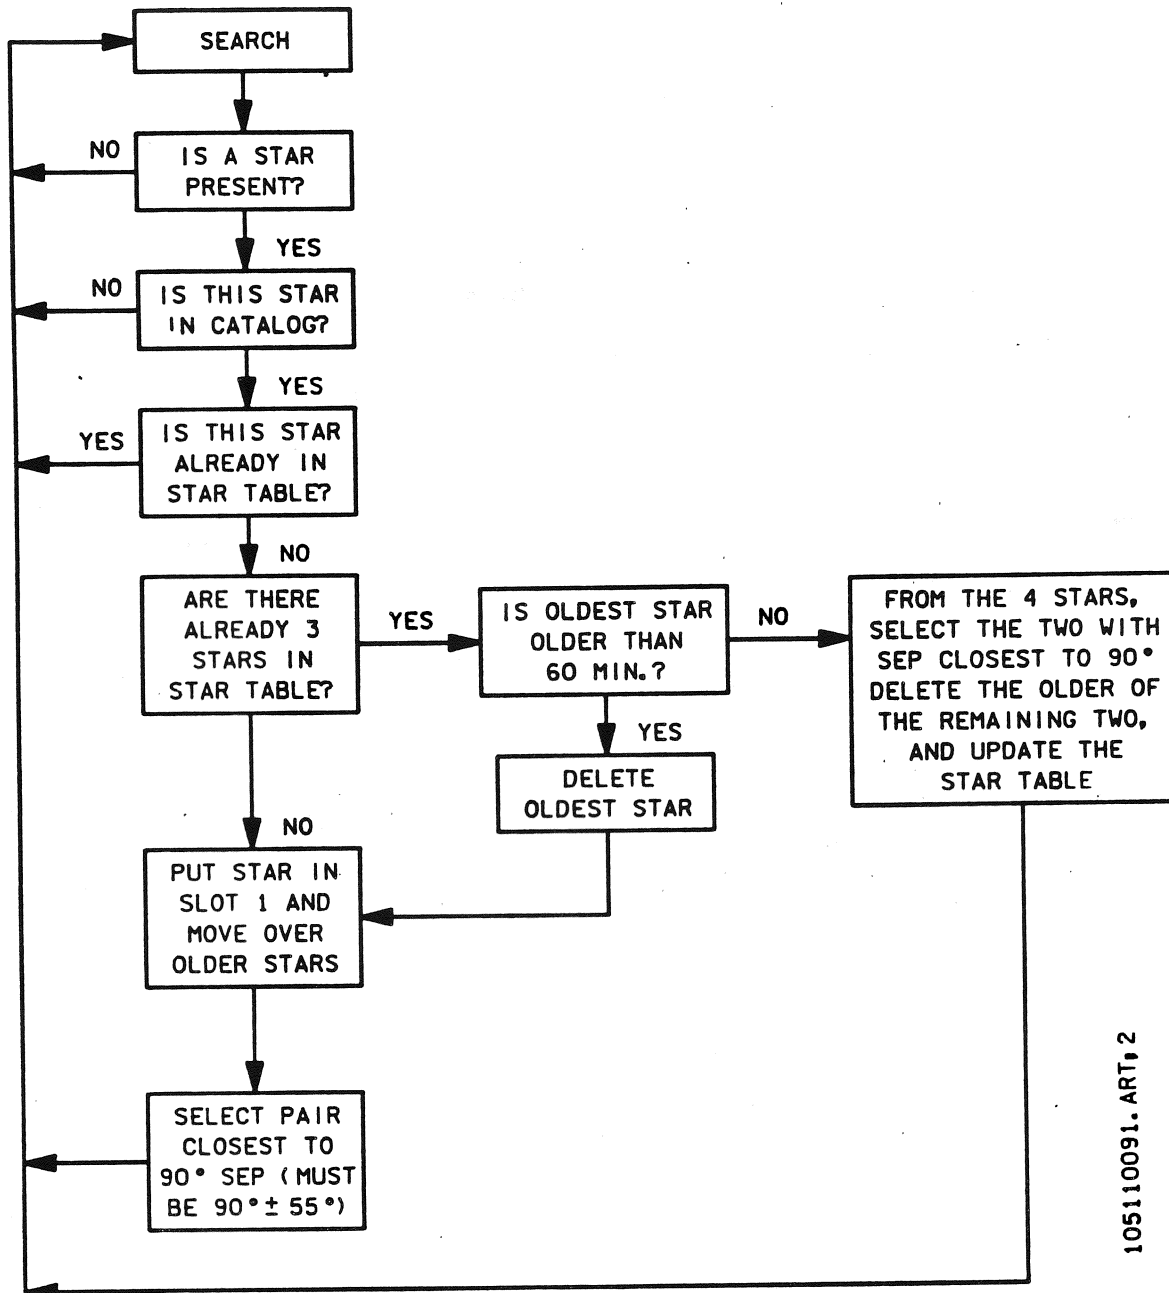 SEARCH
NO
IS A STAR
PRESENT?
YES
NO
IS THIS STAR
IN CATALOG?
YES
YES
IS THIS STAR
ALREADY IN
STAR TABLE?
NO
ARE THERE
ALREADY 3
STARS IN
STAR TABLE?
YES
IS OLDEST STAR
OLDER THAN
60 MIN.?
NO
FROM THE 4 STARS,
SELECT THE TWO WITH
SEP CLOSEST TO 90°
DELETE THE OLDER OF
THE REMAINING TWO,
AND UPDATE THE
STAR TABLE
YES
DELETE
OLDEST STAR
NO
PUT STAR IN
SLOT 1 AND
MOVE OVER
OLDER STARS
SELECT PAIR
CLOSEST TO
90° SEP (MUST
BE 90° ± 55°)
105110091.ART,2